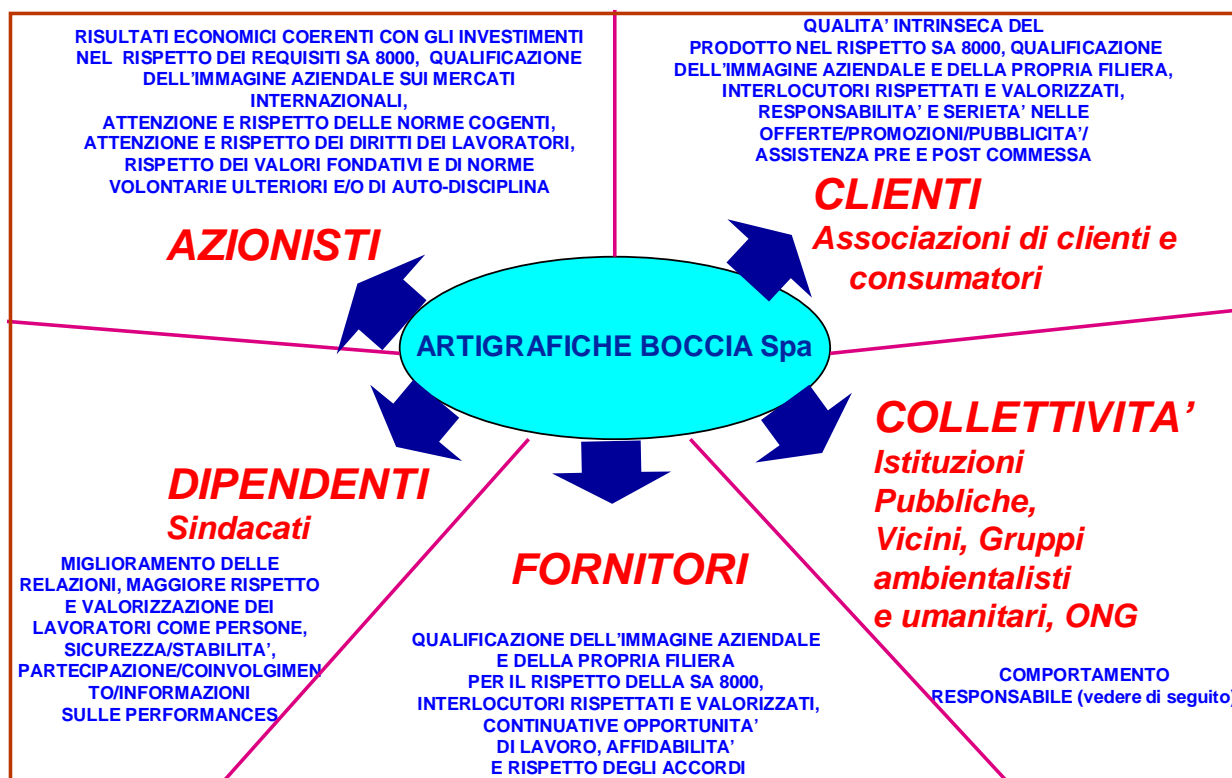 RISULTATI ECONOMICI COERENTI CON GLI INVESTIMENTI
NEL RISPETTO DEI REQUISITI SA 8000, QUALIFICAZIONE
DELL'IMMAGINE AZIENDALE SUI MERCATI
INTERNAZIONALI,
ATTENZIONE E RISPETTO DELLE NORME COGENTI,
ATTENZIONE E RISPETTO DEI DIRITTI DEI LAVORATORI,
RISPETTO DEI VALORI FONDATIVI E DI NORME
VOLONTARIE ULTERIORI E/O DI AUTO-DISCIPLINA
AZIONISTI
QUALITA' INTRINSECA DEL
PRODOTTO NEL RISPETTO SA 8000, QUALIFICAZIONE
DELL'IMMAGINE AZIENDALE E DELLA PROPRIA FILIERA,
INTERLOCUTORI RISPETTATI E VALORIZZATI,
RESPONSABILITA' E SERIETA' NELLE
OFFERTE/PROMOZIONI/PUBBLICITA'/
ASSISTENZA PRE E POST COMMESSA
CLIENTI
Associazioni di clienti e
consumatori
ARTIGRAFICHE BOCCIA Spa
DIPENDENTI
Sindacati
MIGLIORAMENTO DELLE
RELAZIONI, MAGGIORE RISPETTO
E VALORIZZAZIONE DEI
LAVORATORI COME PERSONE,
SICUREZZA/STABILITA',
PARTECIPAZIONE/COINVOLGIMEN
TO/INFORMAZIONI
SULLE PERFORMANCES
FORNITORI
QUALIFICAZIONE DELL'IMMAGINE AZIENDALE
E DELLA PROPRIA FILIERA
PER IL RISPETTO DELLA SA 8000,
INTERLOCUTORI RISPETTATI E VALORIZZATI,
CONTINUATIVE OPPORTUNITA'
DI LAVORO, AFFIDABILITA'
E RISPETTO DEGLI ACCORDI
COLLETTIVITA'
Istituzioni
Pubbliche,
Vicini, Gruppi
ambientalisti
e umanitari, ONG
COMPORTAMENTO
RESPONSABILE (vedere di seguito)